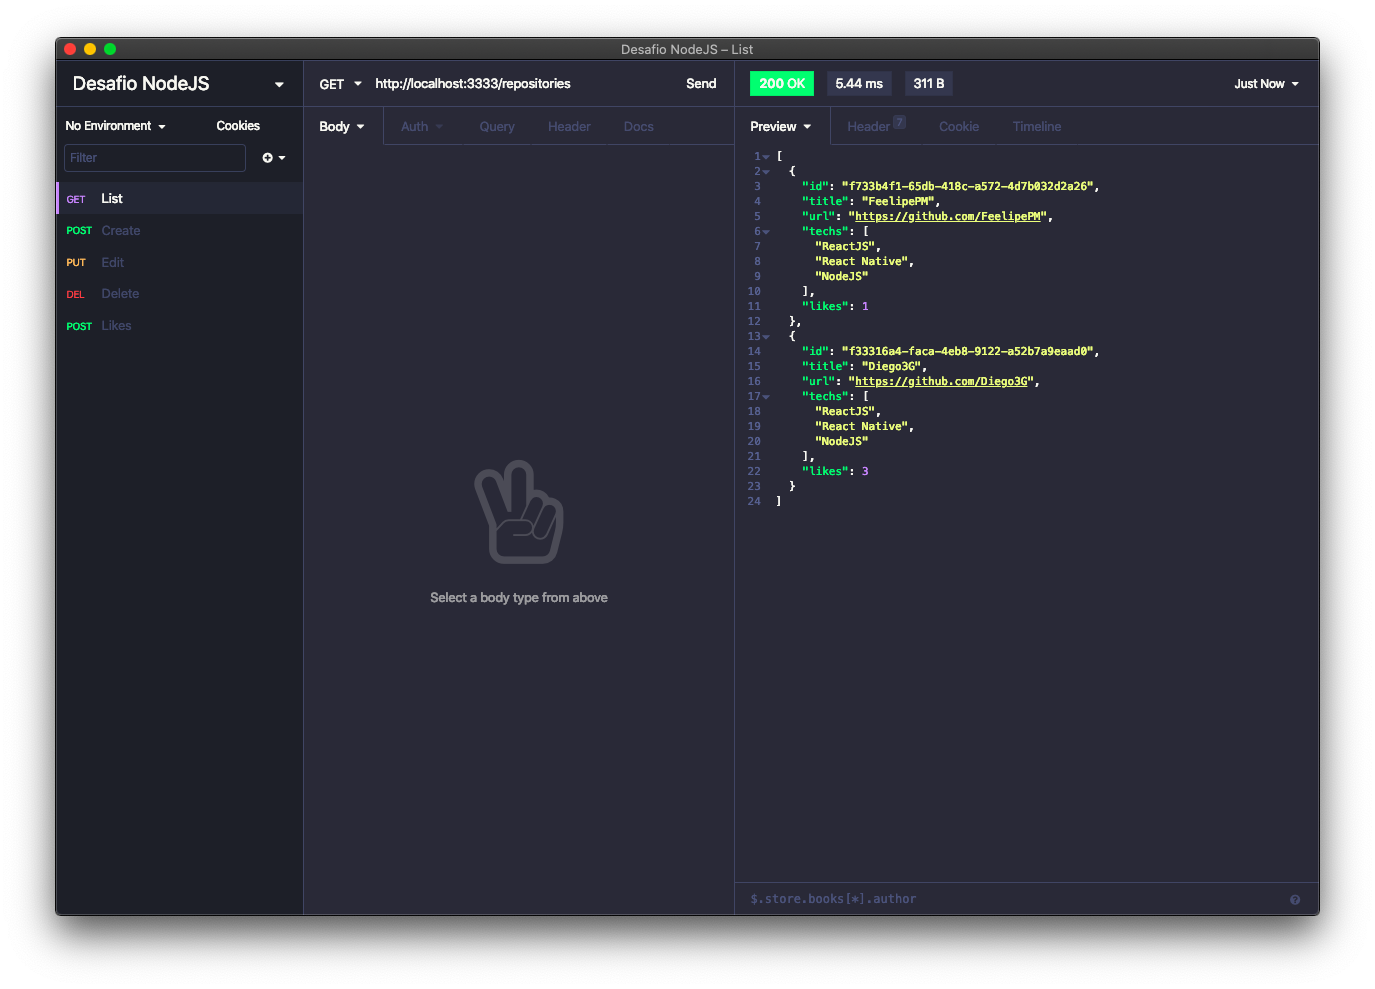 Desafio NodeJS – List
Desafio NodeJS
No Environment
Cookies
Filter
GET List
POST Create
PUT Edit
DEL Delete
POST Likes
GET http://localhost:3333/repositories Send
Body Auth Query Header Docs
Select a body type from above
200 OK 5.44 ms 311 B Just Now
Preview Header 7 Cookie Timeline
1 [
2 {
3 "id": "f733b4f1-65db-418c-a572-4d7b032d2a26",
4 "title": "FeelipePM",
5 "url": "https://github.com/FeelipePM",
6 "techs": [
7 "ReactJS",
8 "React Native",
9 "NodeJS"
10 ],
11 "likes": 1
12 },
13 {
14 "id": "f33316a4-faca-4eb8-9122-a52b7a9eaad0",
15 "title": "Diego3G",
16 "url": "https://github.com/Diego3G",
17 "techs": [
18 "ReactJS",
19 "React Native",
20 "NodeJS"
21 ],
22 "likes": 3
23 }
24 ]
$.store.books[*].author